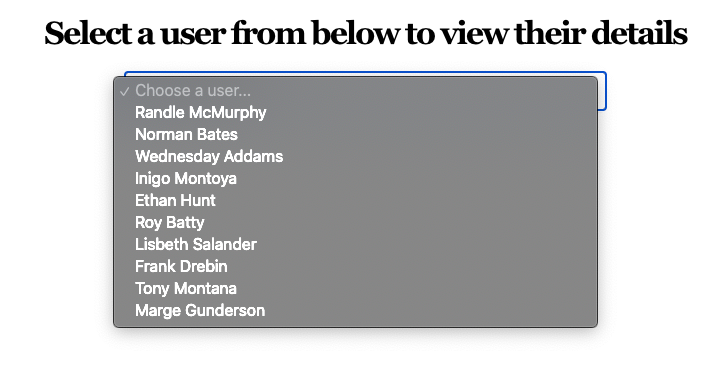 Select a user from below to view their details
✓ Choose a user...
Randle McMurphy
Norman Bates
Wednesday Addams
Inigo Montoya
Ethan Hunt
Roy Batty
Lisbeth Salander
Frank Drebin
Tony Montana
Marge Gunderson